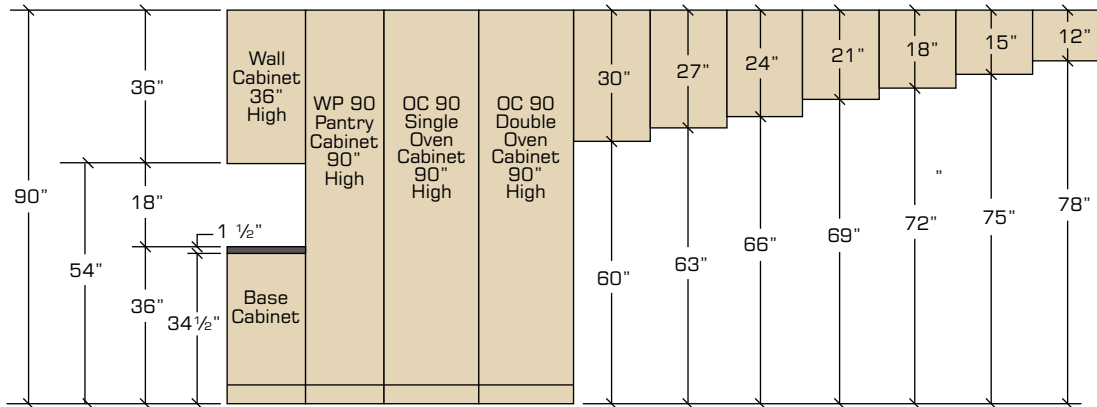 90”
54”
36”
18”
1 ½”
36”
34 ½”
Wall
Cabinet
36”
High
Base
Cabinet
WP 90
Pantry
Cabinet
90”
High
OC 90
Single
Oven
Cabinet
90”
High
OC 90
Double
Oven
Cabinet
90”
High
30”
27”
24”
21”
18”
15”
12”
60”
63”
66”
69”
72”
”
75”
78”